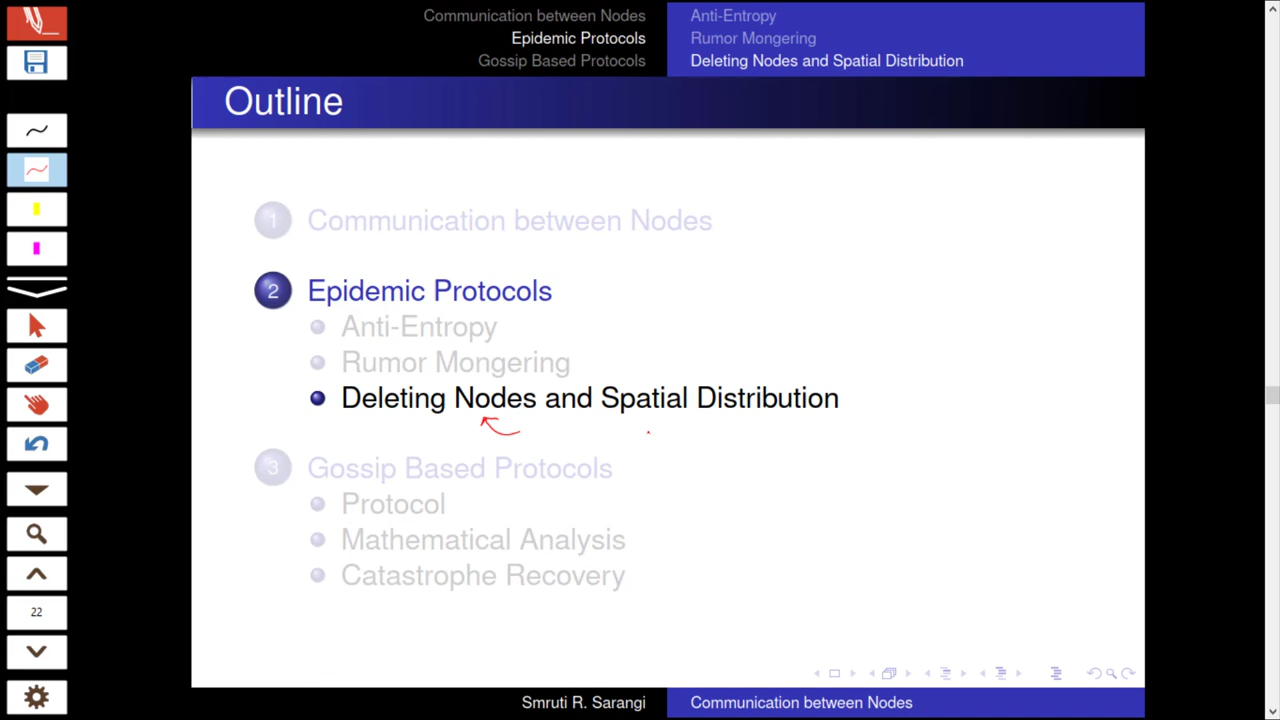 Communication between Nodes
Epidemic Protocols
Gossip Based Protocols
Anti-Entropy
Rumor Mongering
Deleting Nodes and Spatial Distribution
Outline
1 Communication between Nodes
2 Epidemic Protocols
Anti-Entropy
Rumor Mongering
Deleting Nodes and Spatial Distribution
3 Gossip Based Protocols
Protocol
Mathematical Analysis
Catastrophe Recovery
22
Smruti R. Sarangi
Communication between Nodes